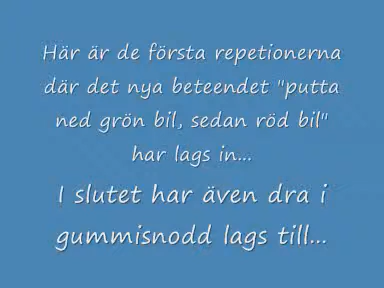 Här är de första repetionerna
där det nya beteendet "putta
ned grön bil, sedan röd bil"
har lags in...
I slutet har även dra i
gummisnodd lags till...